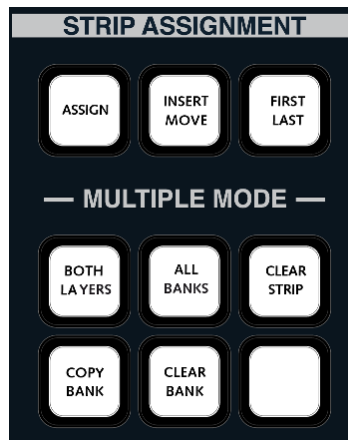 STRIP ASSIGNMENT
ASSIGN
INSERT
MOVE
FIRST
LAST
— MULTIPLE MODE —
BOTH
LAYERS
ALL
BANKS
CLEAR
STRIP
COPY
BANK
CLEAR
BANK